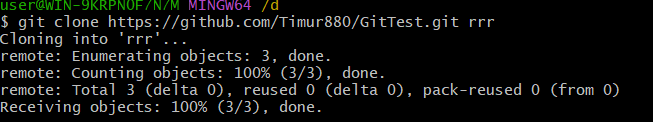 user@WIN-9KRPNOF/N/M MINGW64 /d
$ git clone https://github.com/Timur880/GitTest.git rrr
Cloning into 'rrr'...
remote: Enumerating objects: 3, done.
remote: Counting objects: 100% (3/3), done.
remote: Total 3 (delta 0), reused 0 (delta 0), pack-reused 0 (from 0)
Receiving objects: 100% (3/3), done.